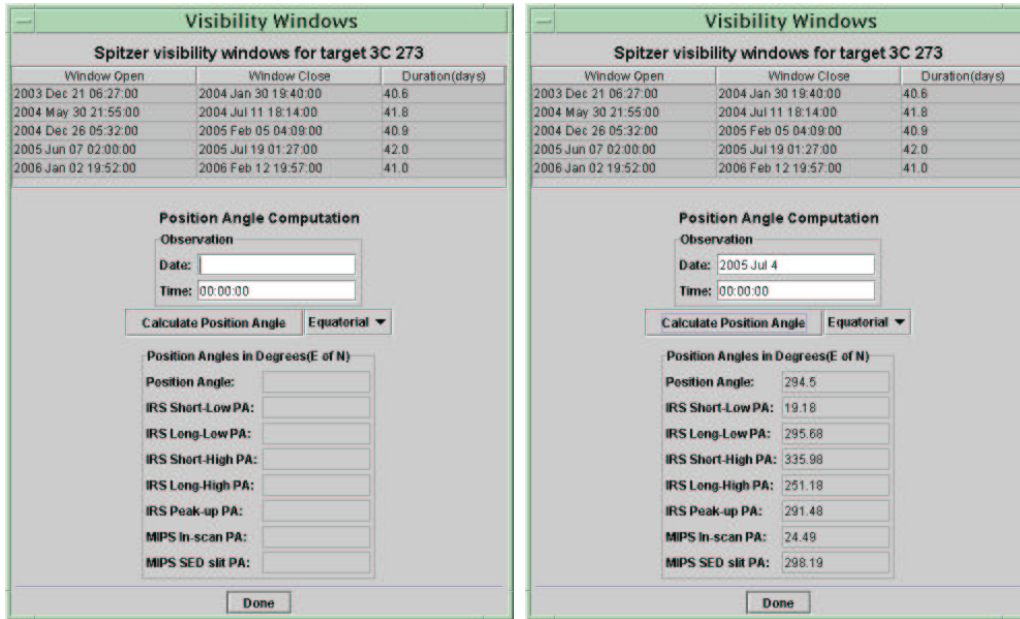 Visibility Windows
Spitzer visibility windows for target 3C 273
Window Open Window Close Duration(days)
2003 Dec 21 06:27:00 2004 Jan 30 19:40:00 40.6
2004 May 30 21:55:00 2004 Jul 11 18:14:00 41.8
2004 Dec 26 05:32:00 2005 Feb 05 04:09:00 40.9
2005 Jun 07 02:00:00 2005 Jul 19 01:27:00 42.0
2006 Jan 02 19:52:00 2006 Feb 12 19:57:00 41.0
Position Angle Computation
Observation
Date:
Time: 00:00:00
Calculate Position Angle Equatorial
Position Angles in Degrees(E of N)
Position Angle:
IRS Short-Low PA:
IRS Long-Low PA:
IRS Short-High PA:
IRS Long-High PA:
IRS Peak-up PA:
MIPS In-scan PA:
MIPS SED slit PA:
Done
Visibility Windows
Spitzer visibility windows for target 3C 273
Window Open Window Close Duration(days)
2003 Dec 21 06:27:00 2004 Jan 30 19:40:00 40.6
2004 May 30 21:55:00 2004 Jul 11 18:14:00 41.8
2004 Dec 26 05:32:00 2005 Feb 05 04:09:00 40.9
2005 Jun 07 02:00:00 2005 Jul 19 01:27:00 42.0
2006 Jan 02 19:52:00 2006 Feb 12 19:57:00 41.0
Position Angle Computation
Observation
Date: 2005 Jul 4
Time: 00:00:00
Calculate Position Angle Equatorial
Position Angles in Degrees(E of N)
Position Angle: 294.5
IRS Short-Low PA: 19.18
IRS Long-Low PA: 295.68
IRS Short-High PA: 335.98
IRS Long-High PA: 251.18
IRS Peak-up PA: 291.48
MIPS In-scan PA: 24.49
MIPS SED slit PA: 298.19
Done